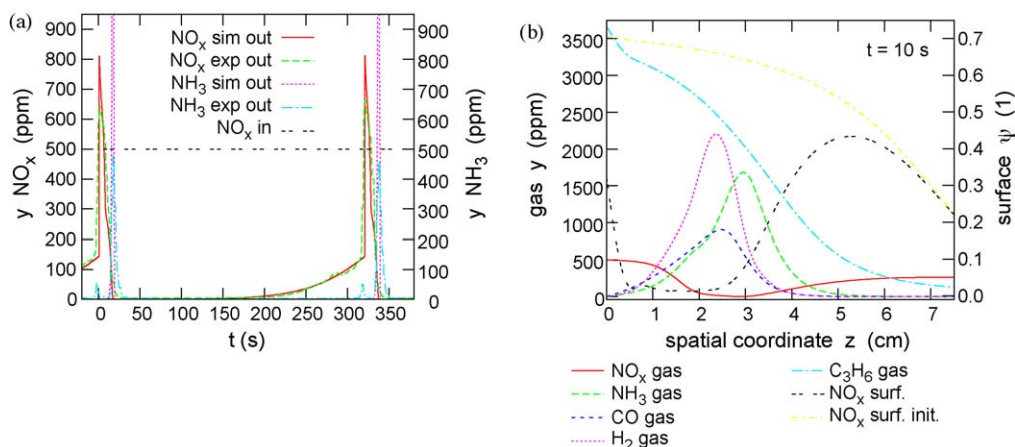 (a)
900
800
700
600
500
400
300
200
100
0
y NOx (ppm)
NOx sim out
NOx exp out
NH3 sim out
NH3 exp out
NOx in
900
800
700
600
500
400
300
200
100
0
y NH3 (ppm)
0 50 100 150 200 250 300 350
t (s)
(b)
3500
3000
2500
2000
1500
1000
500
0
gas y (ppm)
t = 10 s
0.7
0.6
0.5
0.4
0.3
0.2
0.1
0.0
surface ψ (1)
0 1 2 3 4 5 6 7
spatial coordinate z (cm)
NOx gas
NH3 gas
CO gas
H2 gas
C3H6 gas
NOx surf.
NOx surf. init.